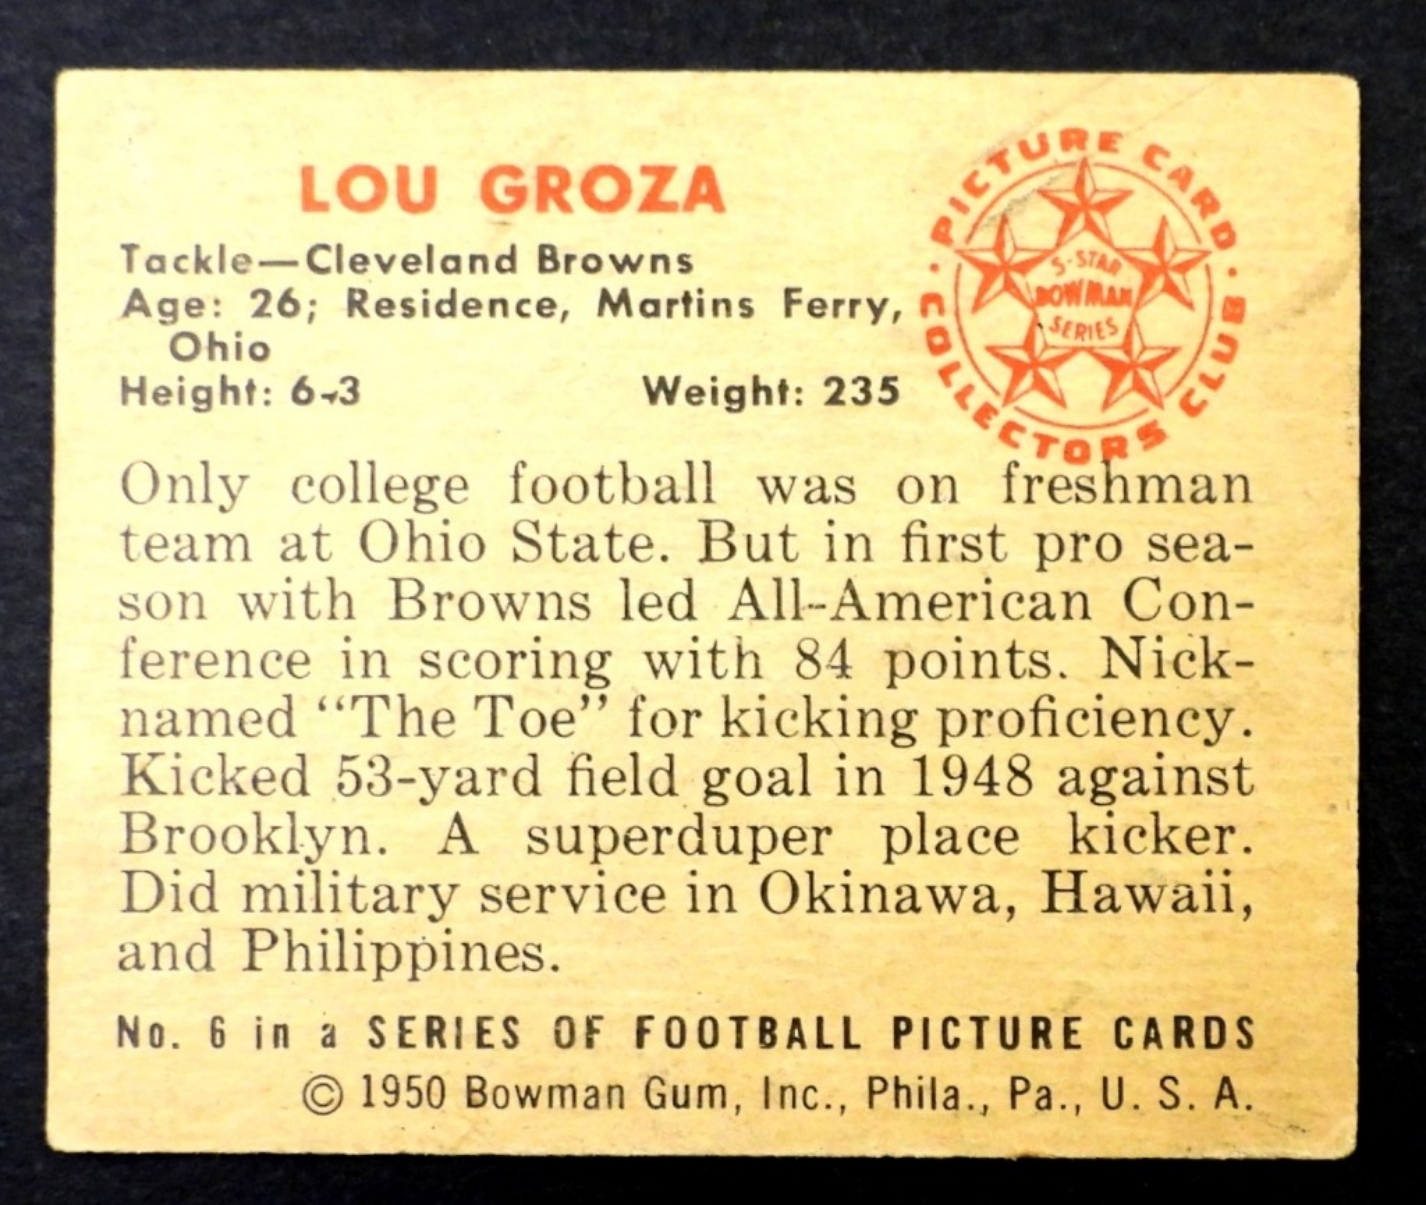 LOU GROZA
Tackle—Cleveland Browns
Age: 26; Residence, Martins Ferry,
Ohio
Height: 6-3 Weight: 235
PICTURE CARD
COLLECTORS CLUB
5-STAR
BOWMAN
SERIES
Only college football was on freshman
team at Ohio State. But in first pro sea-
son with Browns led All-American Con-
ference in scoring with 84 points. Nick-
named "The Toe" for kicking proficiency.
Kicked 53-yard field goal in 1948 against
Brooklyn. A superduper place kicker.
Did military service in Okinawa, Hawaii,
and Philippines.
No. 6 in a SERIES OF FOOTBALL PICTURE CARDS
© 1950 Bowman Gum, Inc., Phila., Pa., U. S. A.